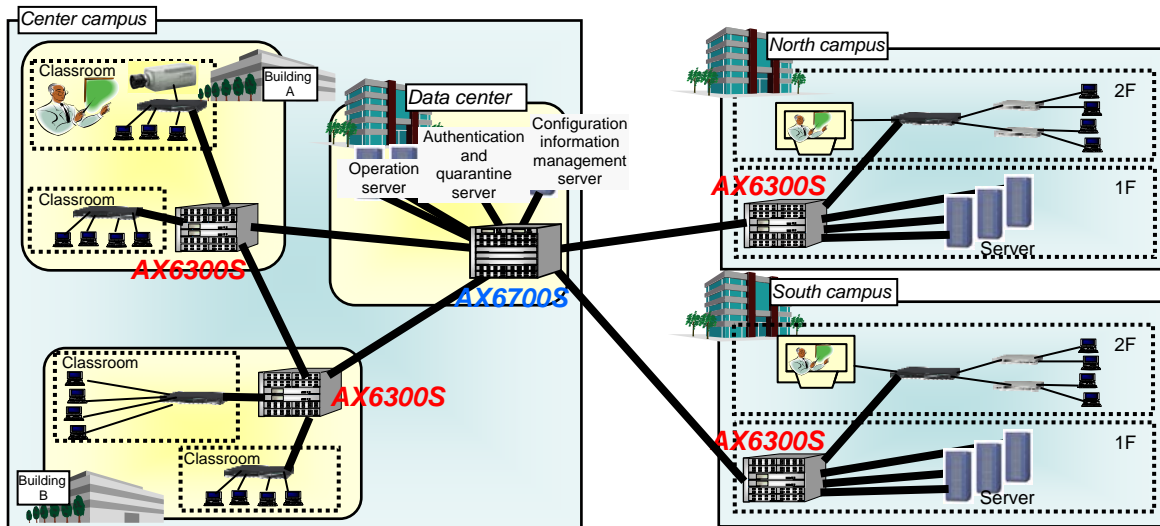 Center campus
Classroom
Building
A
Classroom
AX6300S
Data center
Operation
server
Authentication
and
quarantine
server
Configuration
information
management
server
AX6700S
Classroom
AX6300S
Classroom
Building
B
North campus
2F
AX6300S
1F
Server
South campus
2F
AX6300S
1F
Server